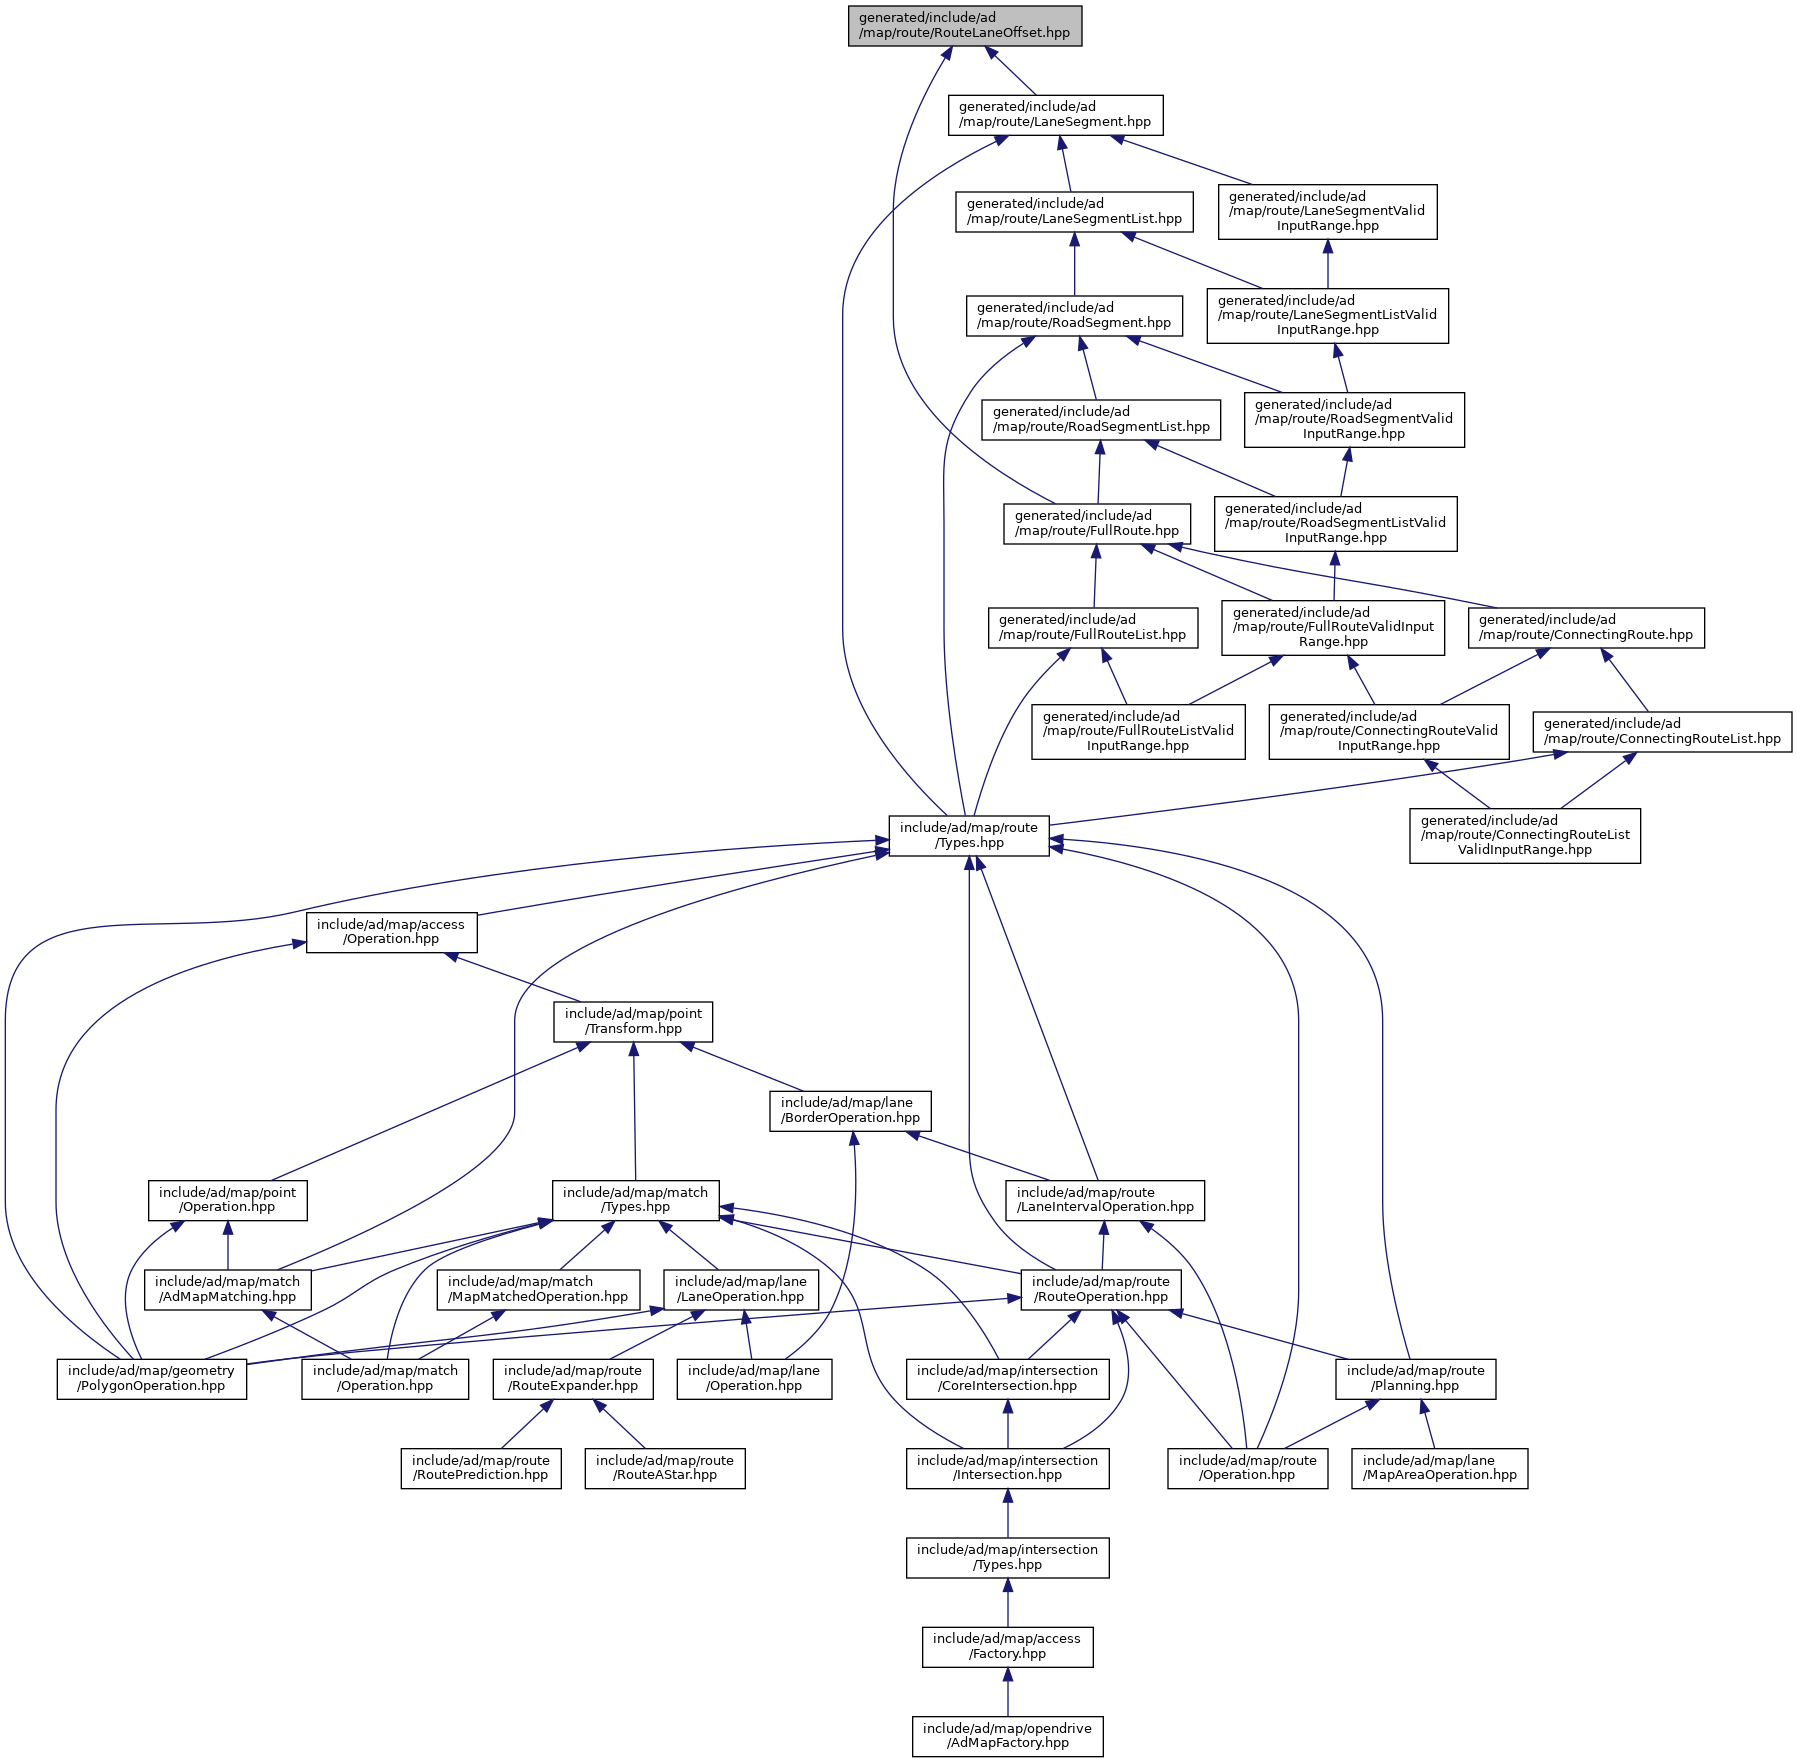 generated/include/ad
/map/route/RouteLaneOffset.hpp
generated/include/ad
/map/route/LaneSegment.hpp
generated/include/ad
/map/route/LaneSegmentList.hpp
generated/include/ad
/map/route/LaneSegmentValid
InputRange.hpp
generated/include/ad
/map/route/RoadSegment.hpp
generated/include/ad
/map/route/LaneSegmentListValid
InputRange.hpp
generated/include/ad
/map/route/RoadSegmentList.hpp
generated/include/ad
/map/route/RoadSegmentValid
InputRange.hpp
generated/include/ad
/map/route/FullRoute.hpp
generated/include/ad
/map/route/RoadSegmentListValid
InputRange.hpp
generated/include/ad
/map/route/FullRouteList.hpp
generated/include/ad
/map/route/FullRouteValidInput
Range.hpp
generated/include/ad
/map/route/ConnectingRoute.hpp
generated/include/ad
/map/route/FullRouteListValid
InputRange.hpp
generated/include/ad
/map/route/ConnectingRouteValid
InputRange.hpp
generated/include/ad
/map/route/ConnectingRouteList.hpp
include/ad/map/route
/Types.hpp
generated/include/ad
/map/route/ConnectingRouteList
ValidInputRange.hpp
include/ad/map/access
/Operation.hpp
include/ad/map/point
/Transform.hpp
include/ad/map/lane
/BorderOperation.hpp
include/ad/map/point
/Operation.hpp
include/ad/map/match
/Types.hpp
include/ad/map/route
/LaneIntervalOperation.hpp
include/ad/map/match
/AdMapMatching.hpp
include/ad/map/match
/MapMatchedOperation.hpp
include/ad/map/lane
/LaneOperation.hpp
include/ad/map/route
/RouteOperation.hpp
include/ad/map/geometry
/PolygonOperation.hpp
include/ad/map/match
/Operation.hpp
include/ad/map/route
/RouteExpander.hpp
include/ad/map/lane
/Operation.hpp
include/ad/map/intersection
/CoreIntersection.hpp
include/ad/map/route
/Planning.hpp
include/ad/map/route
/RoutePrediction.hpp
include/ad/map/route
/RouteAStar.hpp
include/ad/map/intersection
/Intersection.hpp
include/ad/map/route
/Operation.hpp
include/ad/map/lane
/MapAreaOperation.hpp
include/ad/map/intersection
/Types.hpp
include/ad/map/access
/Factory.hpp
include/ad/map/opendrive
/AdMapFactory.hpp